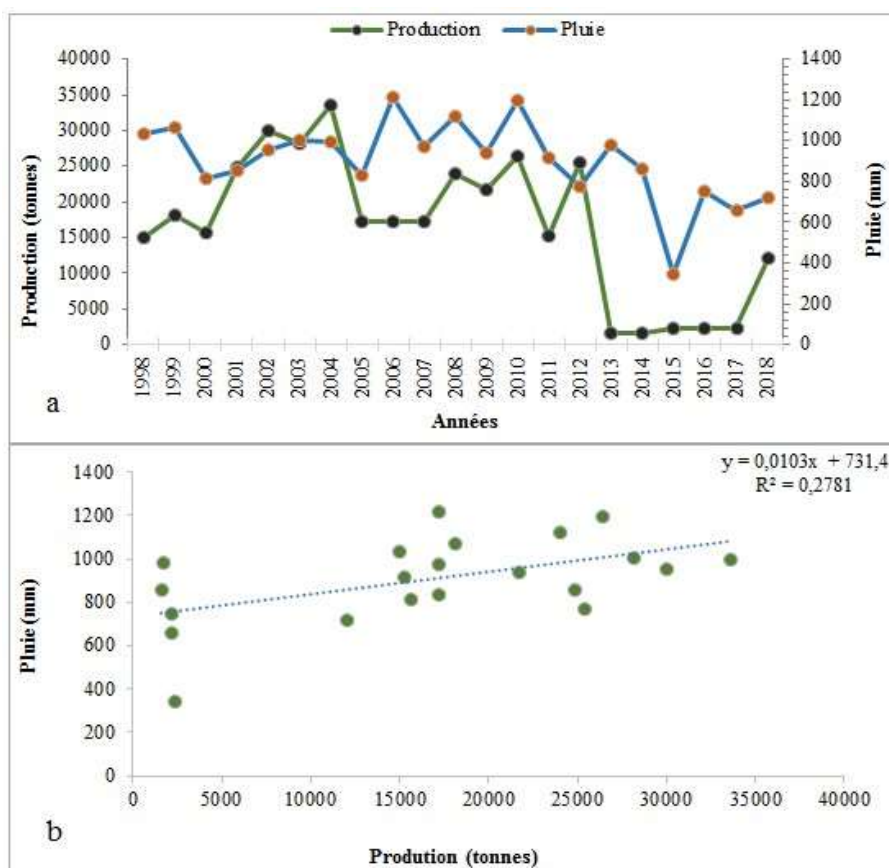 Production Pluie
40000 1400
35000
1200
30000
1000
25000
800
20000
600
15000
400
10000
200
5000
0 0
Production (tonnes)
Pluie (mm)
1998 1999 2000 2001 2002 2003 2004 2005 2006 2007 2008 2009 2010 2011 2012 2013 2014 2015 2016 2017 2018
a
Années
y = 0,0103x + 731,4
R² = 0,2781
1400
1200
1000
800
600
400
200
0
Pluie (mm)
0 5000 10000 15000 20000 25000 30000 35000 40000
b
Prodution (tonnes)